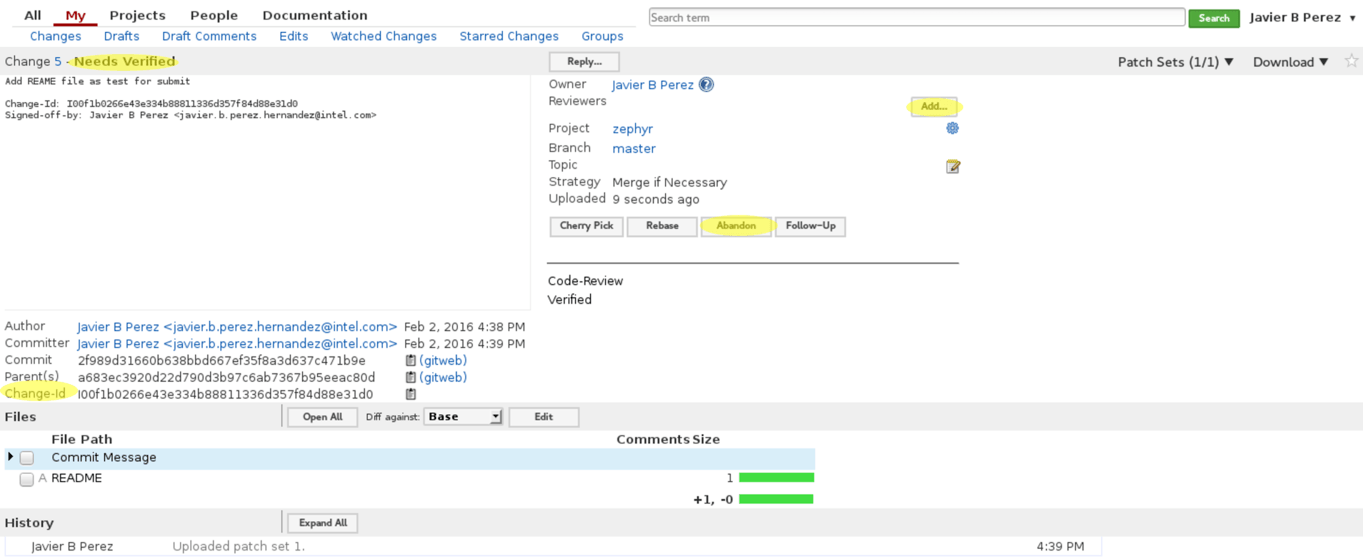 All My Projects People Documentation Search term Search Javier B Perez ▼
Changes Drafts Draft Comments Edits Watched Changes Starred Changes Groups
Change 5 - Needs Verified Reply... Patch Sets (1/1) ▼ Download ▼
Add REAME file as test for submit
Change-Id: I00f1b0266e43e334b88811336d357f84d88e31d0
Signed-off-by: Javier B Perez <javier.b.perez.hernandez@intel.com>
Owner Javier B Perez ?
Reviewers Add...
Project zephyr
Branch master
Topic
Strategy Merge if Necessary
Uploaded 9 seconds ago
Cherry Pick Rebase Abandon Follow-Up
Code-Review
Verified
Author Javier B Perez <javier.b.perez.hernandez@intel.com> Feb 2, 2016 4:38 PM
Committer Javier B Perez <javier.b.perez.hernandez@intel.com> Feb 2, 2016 4:39 PM
Commit 2f989d31660b638bbd667ef35f8a3d637c471b9e (gitweb)
Parent(s) a683ec3920d22d790d3b97c6ab7367b95eeac80d (gitweb)
Change-Id I00f1b0266e43e334b88811336d357f84d88e31d0
Files Open All Diff against: Base Edit
File Path Comments Size
Commit Message
A README 1
+1, -0
History Expand All
Javier B Perez Uploaded patch set 1. 4:39 PM